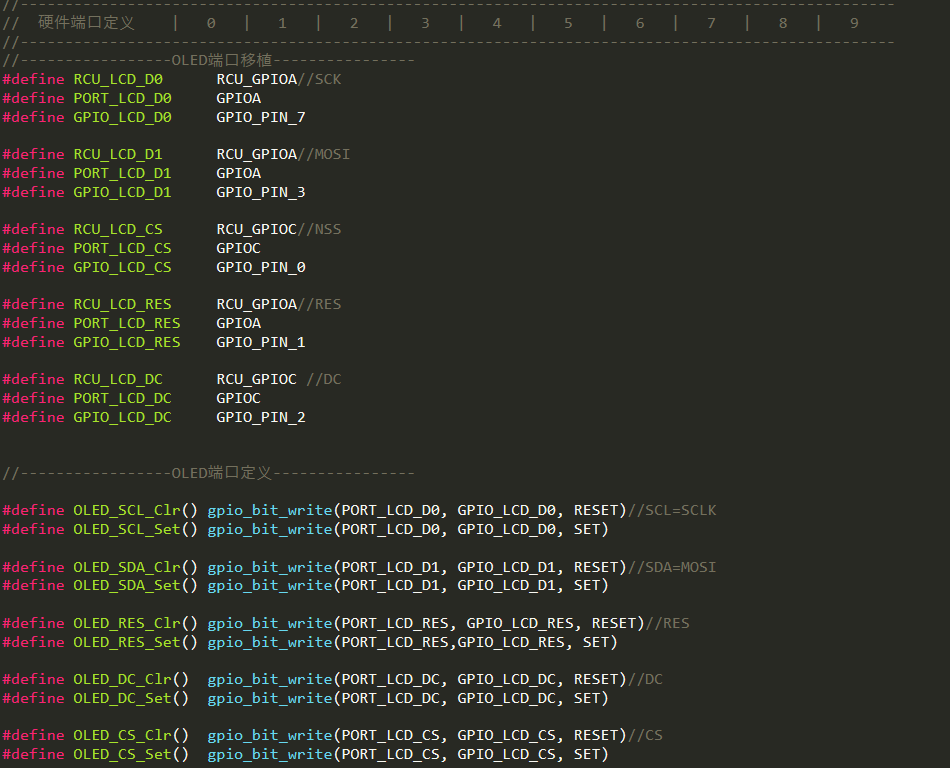 //--------------------------------------------------------------------------------------------------
//  硬件端口定义    |   0   |   1   |   2   |   3   |   4   |   5   |   6   |   7   |   8   |   9
//--------------------------------------------------------------------------------------------------
//-----------------OLED端口移植----------------
#define RCU_LCD_D0      RCU_GPIOA//SCK
#define PORT_LCD_D0     GPIOA
#define GPIO_LCD_D0     GPIO_PIN_7
#define RCU_LCD_D1      RCU_GPIOA//MOSI
#define PORT_LCD_D1     GPIOA
#define GPIO_LCD_D1     GPIO_PIN_3
#define RCU_LCD_CS      RCU_GPIOC//NSS
#define PORT_LCD_CS     GPIOC
#define GPIO_LCD_CS     GPIO_PIN_0
#define RCU_LCD_RES     RCU_GPIOA//RES
#define PORT_LCD_RES    GPIOA
#define GPIO_LCD_RES    GPIO_PIN_1
#define RCU_LCD_DC      RCU_GPIOC //DC
#define PORT_LCD_DC     GPIOC
#define GPIO_LCD_DC     GPIO_PIN_2
//-----------------OLED端口定义----------------
#define OLED_SCL_Clr() gpio_bit_write(PORT_LCD_D0, GPIO_LCD_D0, RESET)//SCL=SCLK
#define OLED_SCL_Set() gpio_bit_write(PORT_LCD_D0, GPIO_LCD_D0, SET)
#define OLED_SDA_Clr() gpio_bit_write(PORT_LCD_D1, GPIO_LCD_D1, RESET)//SDA=MOSI
#define OLED_SDA_Set() gpio_bit_write(PORT_LCD_D1, GPIO_LCD_D1, SET)
#define OLED_RES_Clr() gpio_bit_write(PORT_LCD_RES, GPIO_LCD_RES, RESET)//RES
#define OLED_RES_Set() gpio_bit_write(PORT_LCD_RES,GPIO_LCD_RES, SET)
#define OLED_DC_Clr()  gpio_bit_write(PORT_LCD_DC, GPIO_LCD_DC, RESET)//DC
#define OLED_DC_Set()  gpio_bit_write(PORT_LCD_DC, GPIO_LCD_DC, SET)
#define OLED_CS_Clr()  gpio_bit_write(PORT_LCD_CS, GPIO_LCD_CS, RESET)//CS
#define OLED_CS_Set()  gpio_bit_write(PORT_LCD_CS, GPIO_LCD_CS, SET)